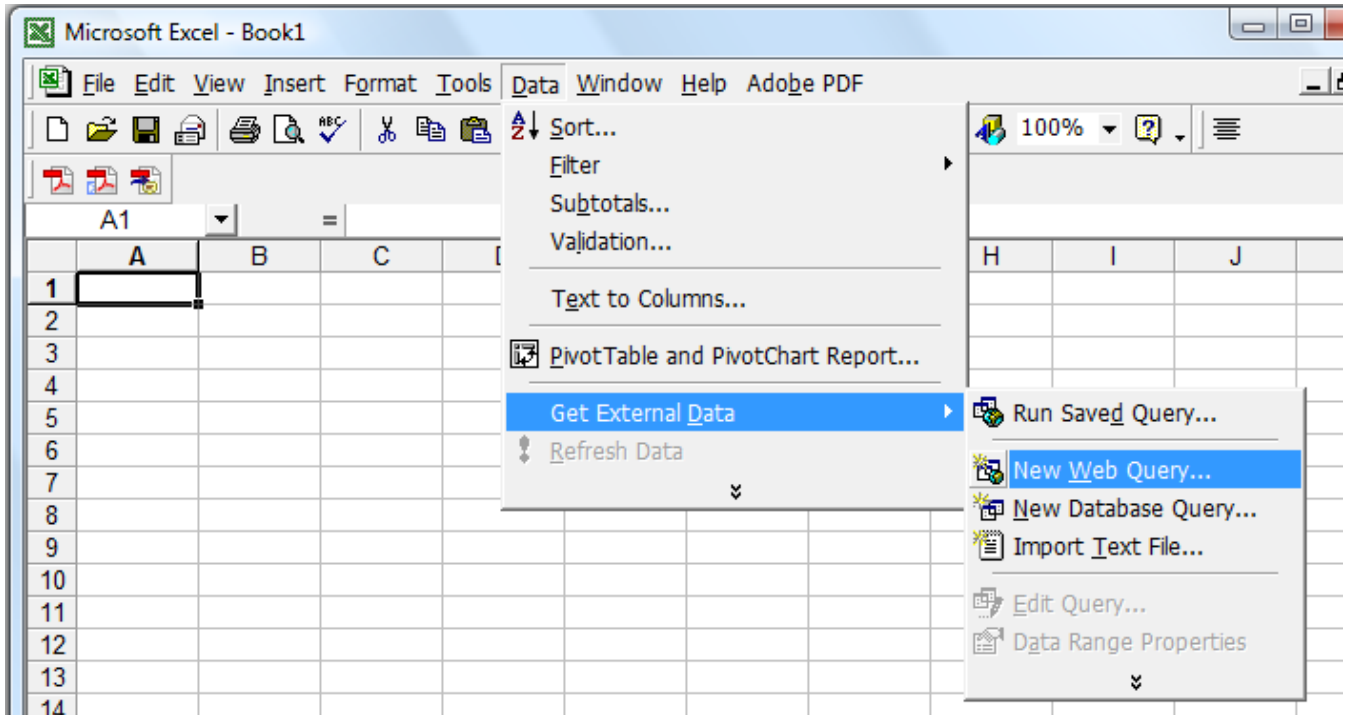 Microsoft Excel - Book1
File Edit View Insert Format Tools Data Window Help Adobe PDF
ABC
100%
A1 =
Sort...
Filter
Subtotals...
Validation...
Text to Columns...
PivotTable and PivotChart Report...
Get External Data
Refresh Data
Run Saved Query...
New Web Query...
New Database Query...
Import Text File...
Edit Query...
Data Range Properties
A B C H I J
1
2
3
4
5
6
7
8
9
10
11
12
13
14